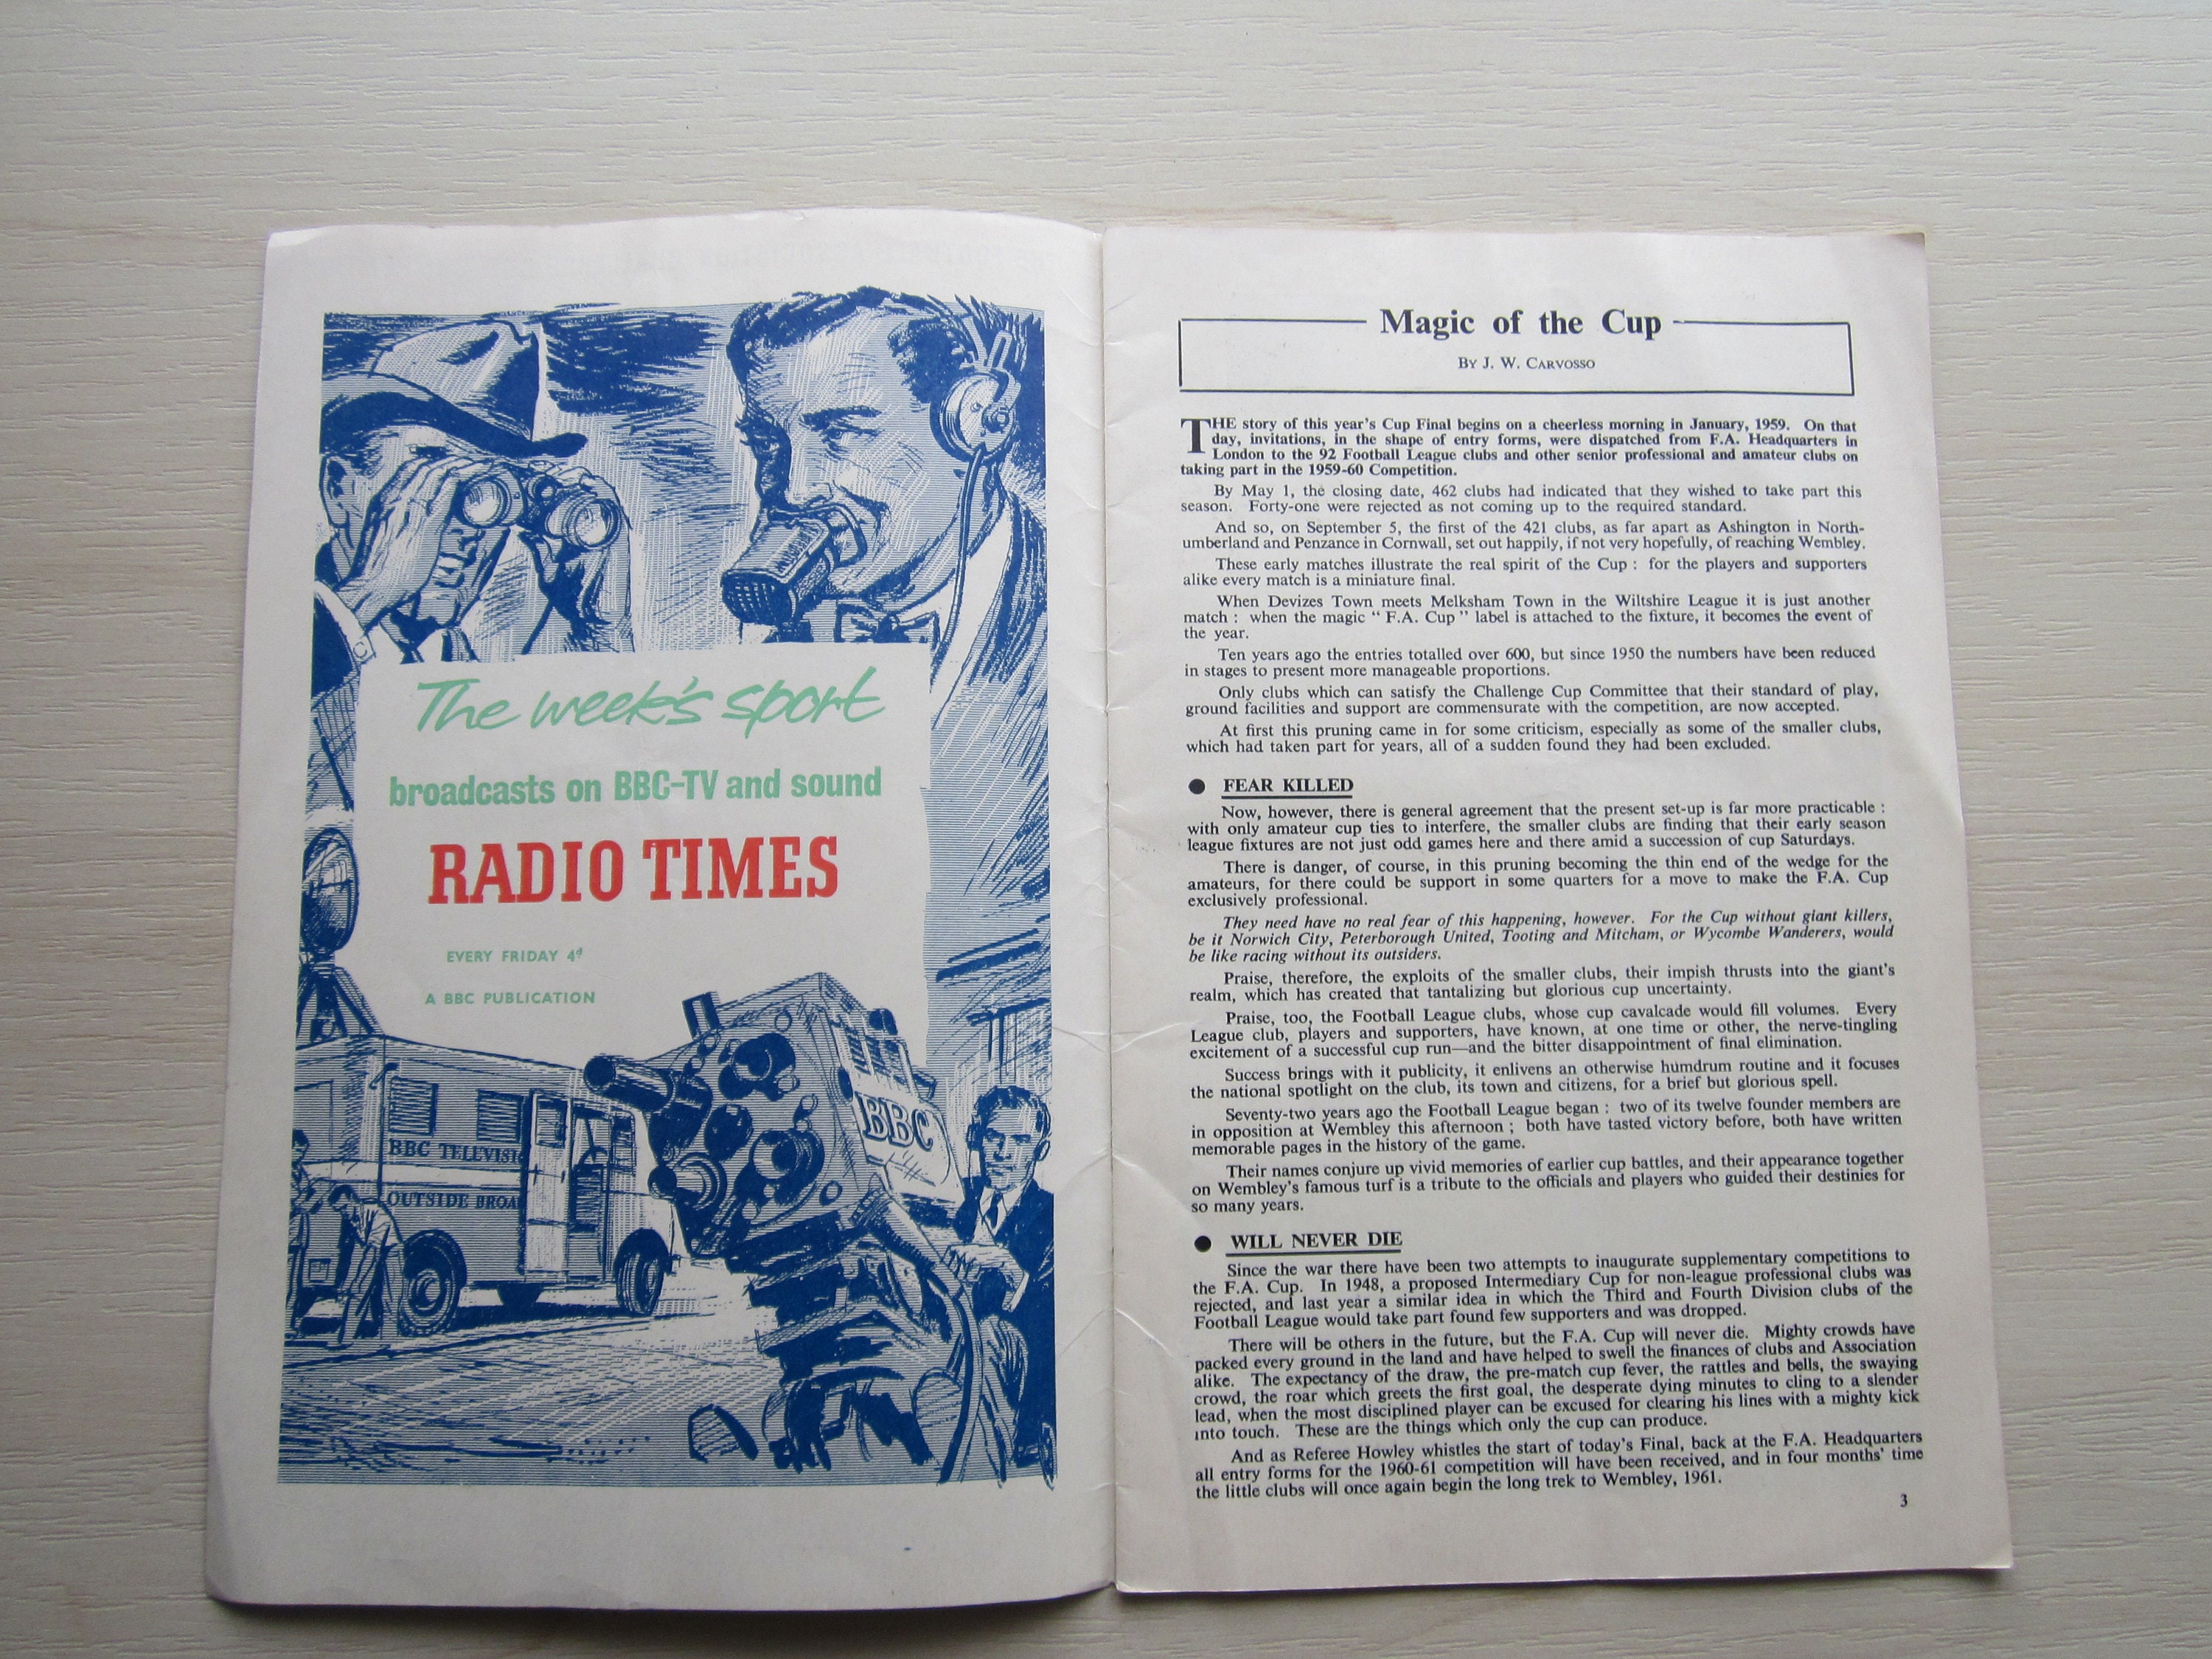 The week's sport
broadcasts on BBC-TV and sound
RADIO TIMES
EVERY FRIDAY 4d
A BBC PUBLICATION
BBC TELEVISI
OUTSIDE BROA
BBC
Magic of the Cup
By J. W. Carvosso
THE story of this year's Cup Final begins on a cheerless morning in January, 1959. On that
day, invitations, in the shape of entry forms, were dispatched from F.A. Headquarters in
London to the 92 Football League clubs and other senior professional and amateur clubs on
taking part in the 1959-60 Competition.
By May 1, the closing date, 462 clubs had indicated that they wished to take part this
season. Forty-one were rejected as not coming up to the required standard.
And so, on September 5, the first of the 421 clubs, as far apart as Ashington in North-
umberland and Penzance in Cornwall, set out happily, if not very hopefully, of reaching Wembley.
These early matches illustrate the real spirit of the Cup : for the players and supporters
alike every match is a miniature final.
When Devizes Town meets Melksham Town in the Wiltshire League it is just another
match : when the magic “ F.A. Cup ” label is attached to the fixture, it becomes the event of
the year.
Ten years ago the entries totalled over 600, but since 1950 the numbers have been reduced
in stages to present more manageable proportions.
Only clubs which can satisfy the Challenge Cup Committee that their standard of play,
ground facilities and support are commensurate with the competition, are now accepted.
At first this pruning came in for some criticism, especially as some of the smaller clubs,
which had taken part for years, all of a sudden found they had been excluded.
● FEAR KILLED
Now, however, there is general agreement that the present set-up is far more practicable :
with only amateur cup ties to interfere, the smaller clubs are finding that their early season
league fixtures are not just odd games here and there amid a succession of cup Saturdays.
There is danger, of course, in this pruning becoming the thin end of the wedge for the
amateurs, for there could be support in some quarters for a move to make the F.A. Cup
exclusively professional.
They need have no real fear of this happening, however. For the Cup without giant killers,
be it Norwich City, Peterborough United, Tooting and Mitcham, or Wycombe Wanderers, would
be like racing without its outsiders.
Praise, therefore, the exploits of the smaller clubs, their impish thrusts into the giant's
realm, which has created that tantalizing but glorious cup uncertainty.
Praise, too, the Football League clubs, whose cup cavalcade would fill volumes. Every
League club, players and supporters, have known, at one time or other, the nerve-tingling
excitement of a successful cup run—and the bitter disappointment of final elimination.
Success brings with it publicity, it enlivens an otherwise humdrum routine and it focuses
the national spotlight on the club, its town and citizens, for a brief but glorious spell.
Seventy-two years ago the Football League began : two of its twelve founder members are
in opposition at Wembley this afternoon ; both have tasted victory before, both have written
memorable pages in the history of the game.
Their names conjure up vivid memories of earlier cup battles, and their appearance together
on Wembley's famous turf is a tribute to the officials and players who guided their destinies for
so many years.
● WILL NEVER DIE
Since the war there have been two attempts to inaugurate supplementary competitions to
the F.A. Cup. In 1948, a proposed Intermediary Cup for non-league professional clubs was
rejected, and last year a similar idea in which the Third and Fourth Division clubs of the
Football League would take part found few supporters and was dropped.
There will be others in the future, but the F.A. Cup will never die. Mighty crowds have
packed every ground in the land and have helped to swell the finances of clubs and Association
alike. The expectancy of the draw, the pre-match cup fever, the rattles and bells, the swaying
crowd, the roar which greets the first goal, the desperate dying minutes to cling to a slender
lead, when the most disciplined player can be excused for clearing his lines with a mighty kick
into touch. These are the things which only the cup can produce.
And as Referee Howley whistles the start of today's Final, back at the F.A. Headquarters
all entry forms for the 1960-61 competition will have been received, and in four months' time
the little clubs will once again begin the long trek to Wembley, 1961.
3